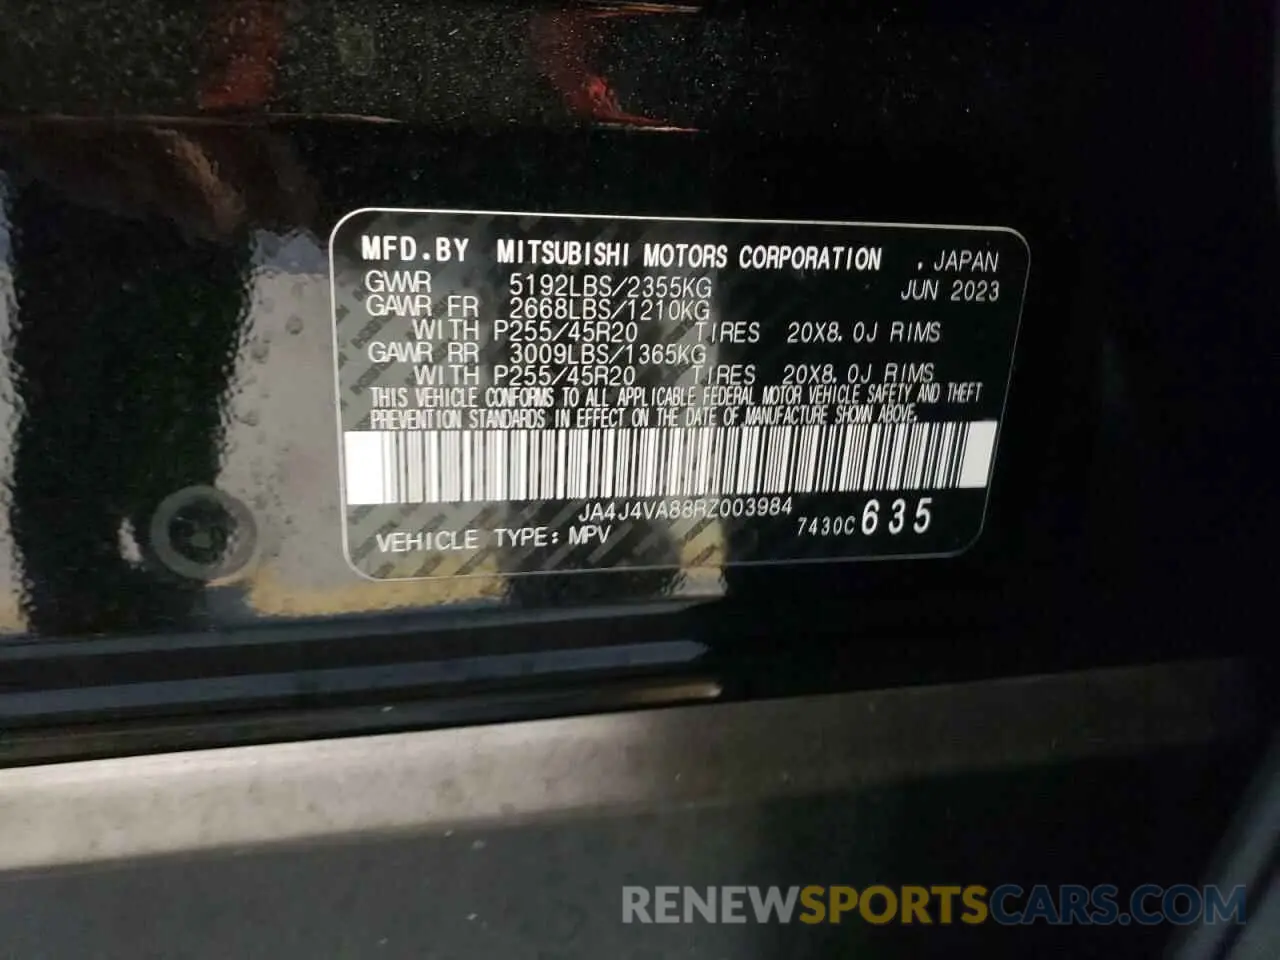 MFD.BY MITSUBISHI MOTORS CORPORATION , JAPAN
GVWR 5192LBS/2355KG JUN 2023
GAWR FR 2668LBS/1210KG
WITH P255/45R20 TIRES 20X8.0J RIMS
GAWR RR 3009LBS/1365KG
WITH P255/45R20 TIRES 20X8.0J RIMS
THIS VEHICLE CONFORMS TO ALL APPLICABLE FEDERAL MOTOR VEHICLE SAFETY AND THEFT
PREVENTION STANDARDS IN EFFECT ON THE DATE OF MANUFACTURE SHOWN ABOVE.
JA4J4VA88RZ003984
VEHICLE TYPE: MPV 7430C 635
RENEWSPORTSCARS.COM